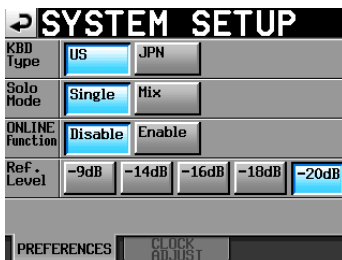 SYSTEM SETUP
KBD Type US JPN
Solo Mode Single Mix
ONLINE Function Disable Enable
Ref. Level -9dB -14dB -16dB -18dB -20dB
PREFERENCES CLOCK ADJUST